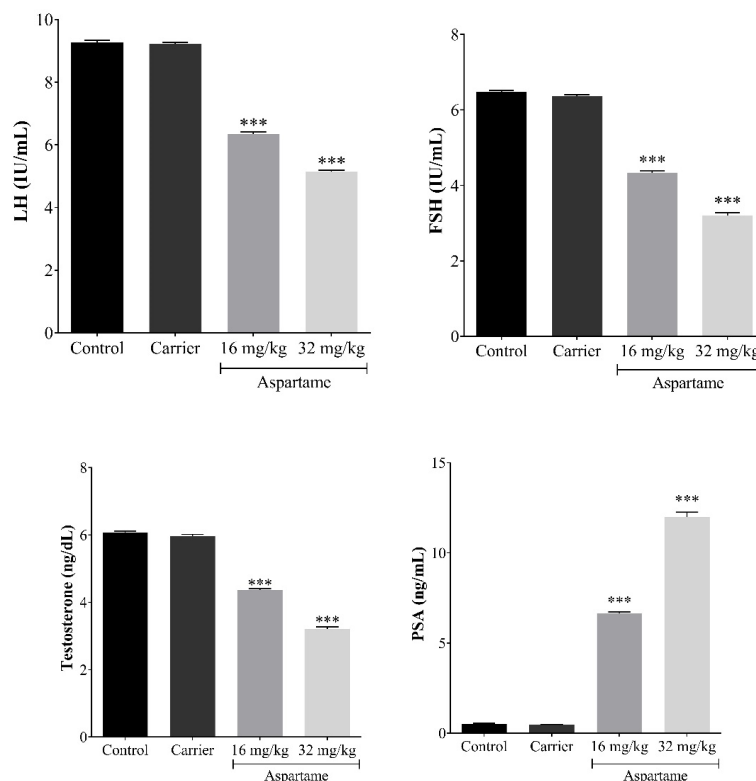 LH (IU/mL)
10
8
6
4
2
0
***
***
Control
Carrier
16 mg/kg
32 mg/kg
Aspartame
FSH (IU/mL)
8
6
4
2
0
***
***
Control
Carrier
16 mg/kg
32 mg/kg
Aspartame
Testosterone (ng/dL)
8
6
4
2
0
***
***
Control
Carrier
16 mg/kg
32 mg/kg
Aspartame
PSA (ng/mL)
15
10
5
0
***
***
Control
Carrier
16 mg/kg
32 mg/kg
Aspartame